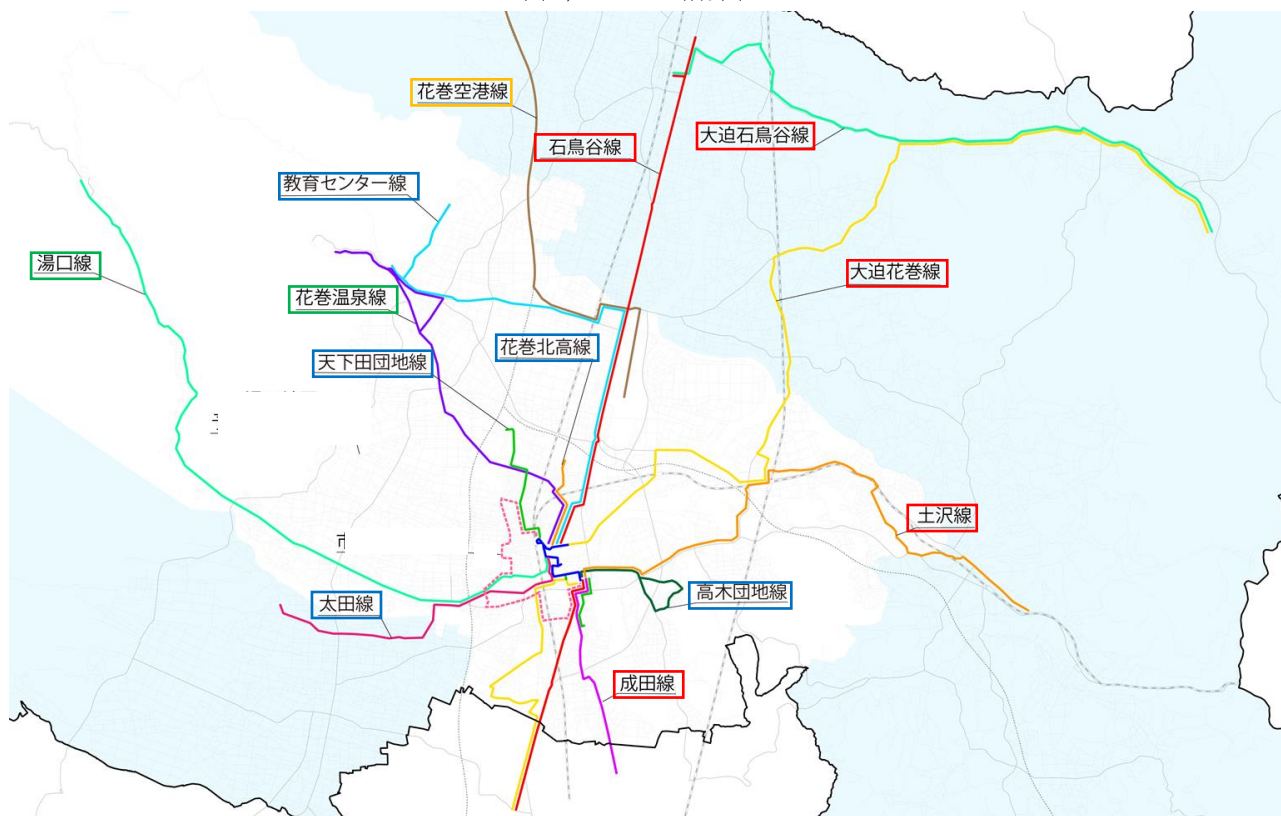 花巻空港線
石鳥谷線
大迫石鳥谷線
教育センター線
湯口線
大迫花巻線
花巻温泉線
花巻北高線
天下田団地線
土沢線
太田線
高木団地線
成田線